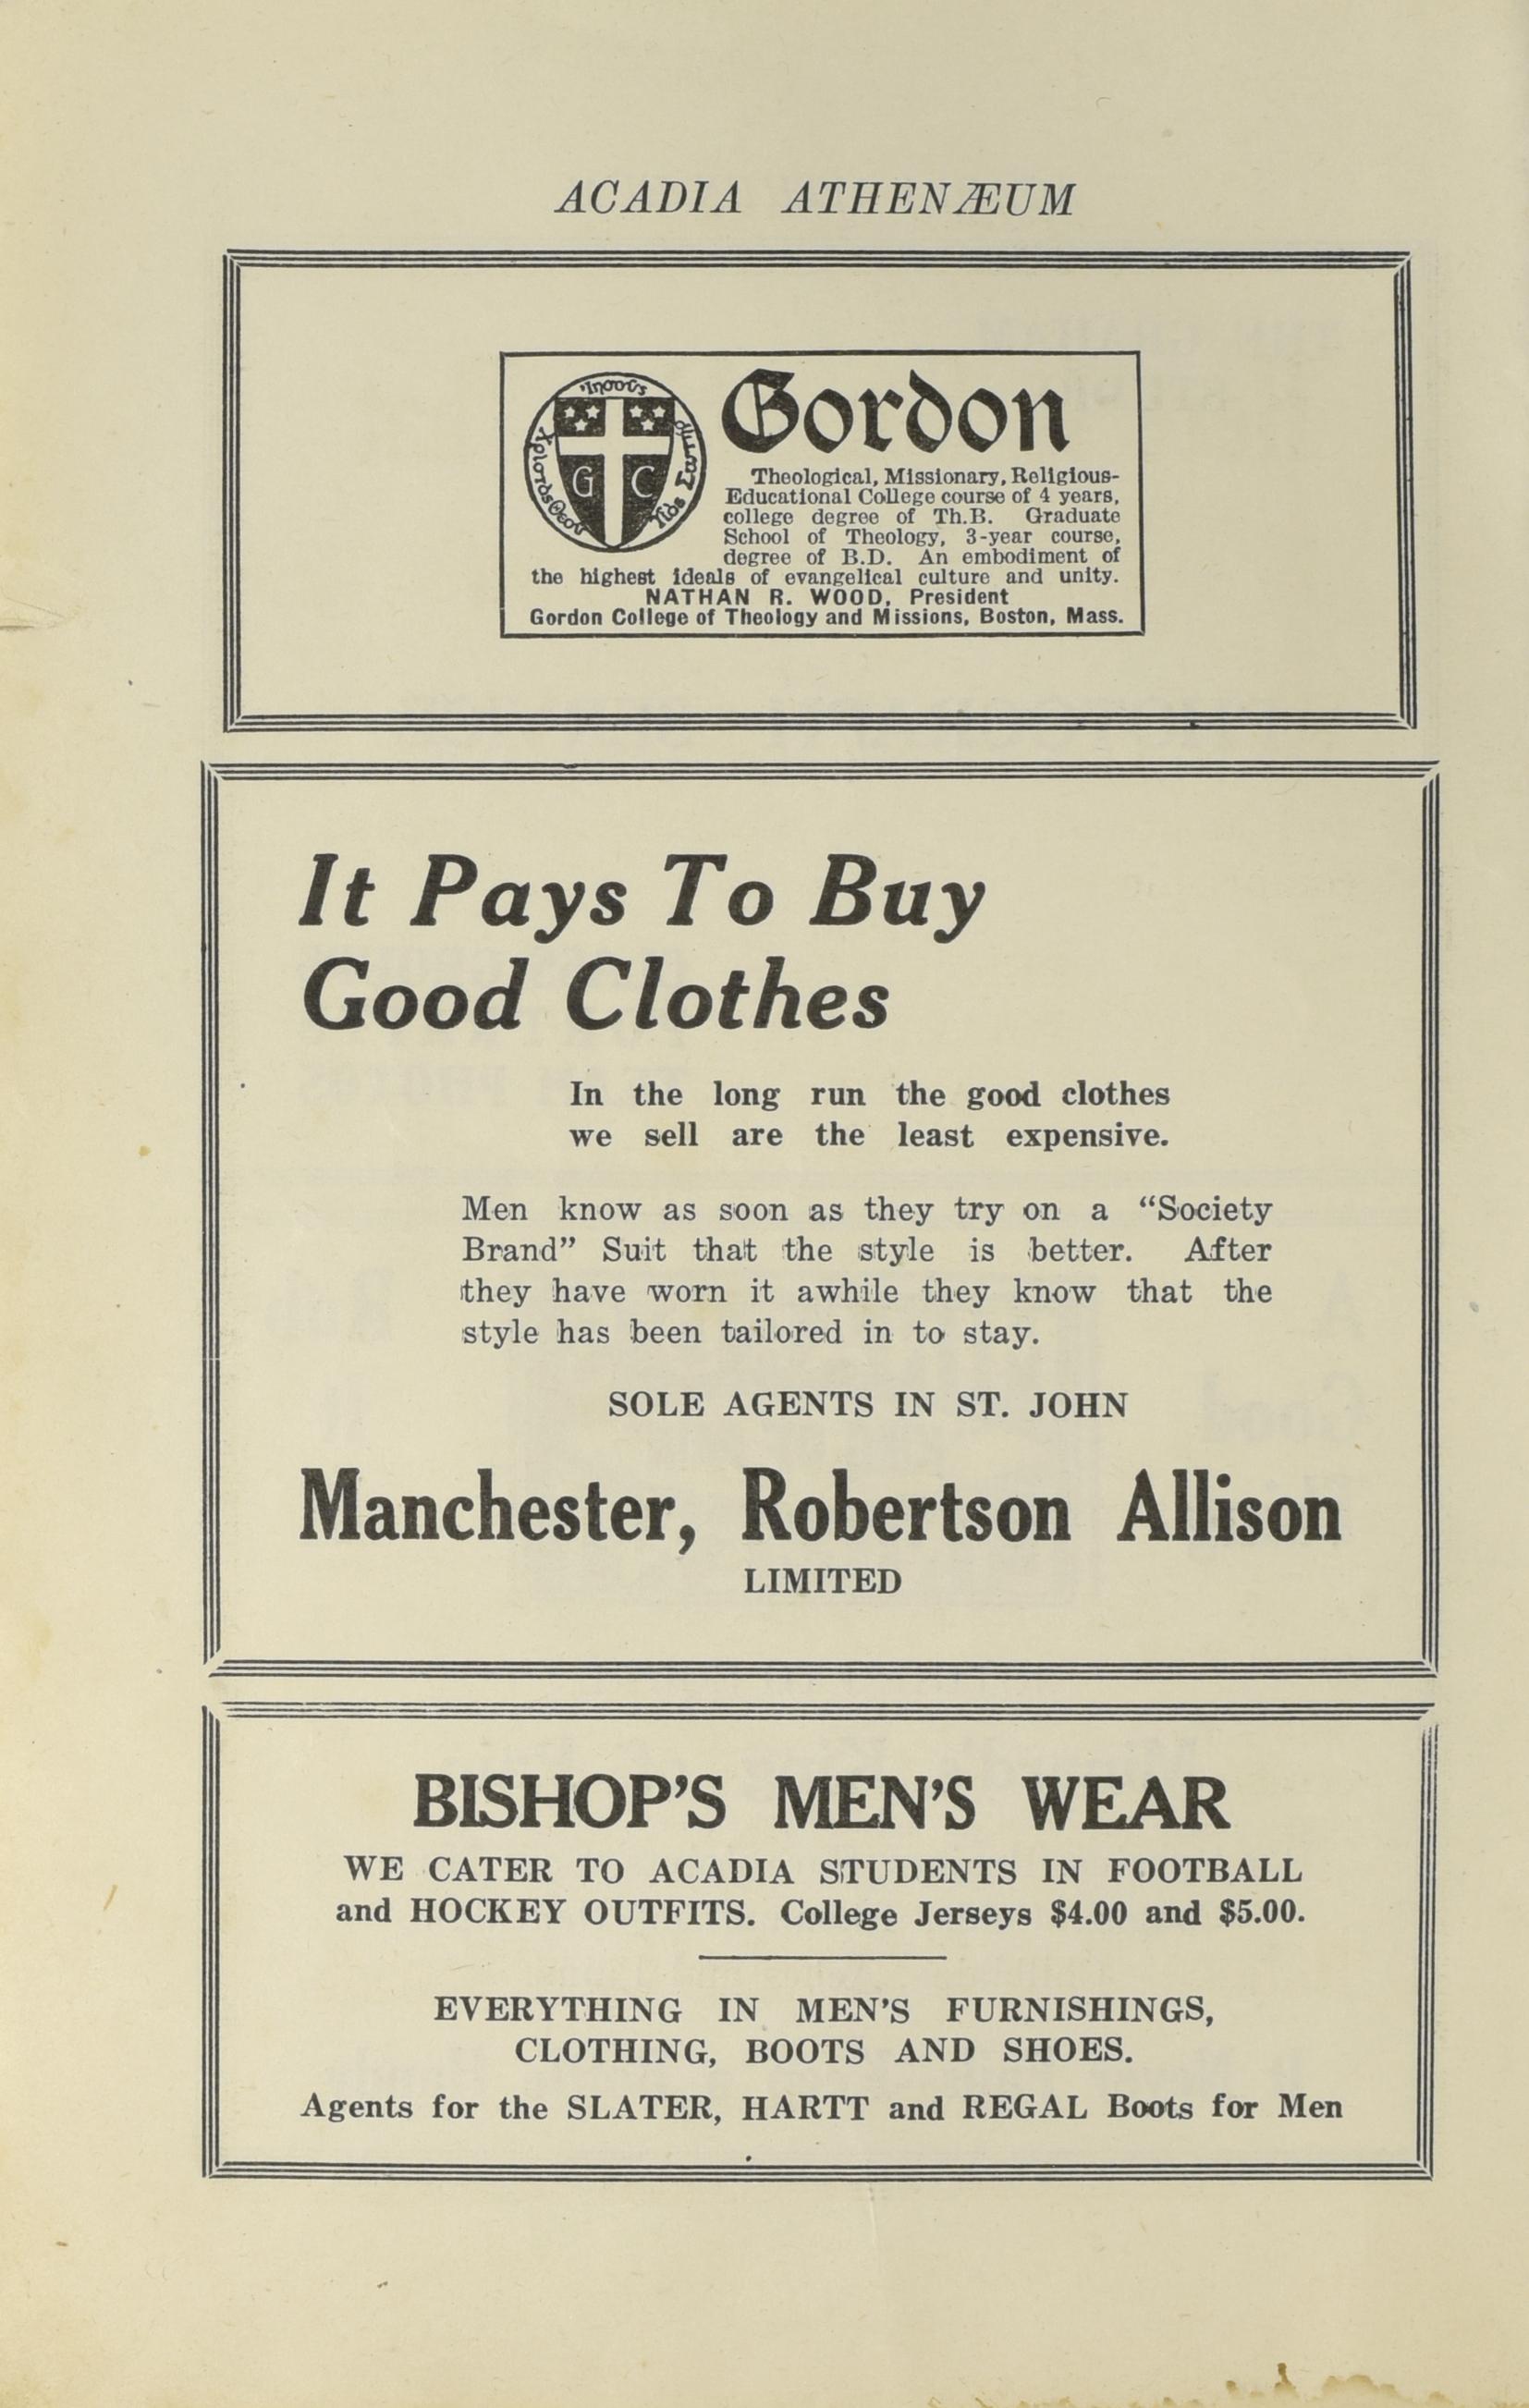 ACADIA ATHENÆUM
Ἰησοῦς
Χριστὸς Θεοῦ
Υἱὸς Σωτήρ
G C
Gordon
Theological, Missionary, Religious-
Educational College course of 4 years,
college degree of Th.B. Graduate
School of Theology, 3-year course,
degree of B.D. An embodiment of
the highest ideals of evangelical culture and unity.
NATHAN R. WOOD, President
Gordon College of Theology and Missions, Boston, Mass.
It Pays To Buy
Good Clothes
In the long run the good clothes
we sell are the least expensive.
Men know as soon as they try on a “Society
Brand” Suit that the style is better. After
they have worn it awhile they know that the
style has been tailored in to stay.
SOLE AGENTS IN ST. JOHN
Manchester, Robertson Allison
LIMITED
BISHOP’S MEN’S WEAR
WE CATER TO ACADIA STUDENTS IN FOOTBALL
and HOCKEY OUTFITS. College Jerseys $4.00 and $5.00.
EVERYTHING IN MEN’S FURNISHINGS,
CLOTHING, BOOTS AND SHOES.
Agents for the SLATER, HARTT and REGAL Boots for Men